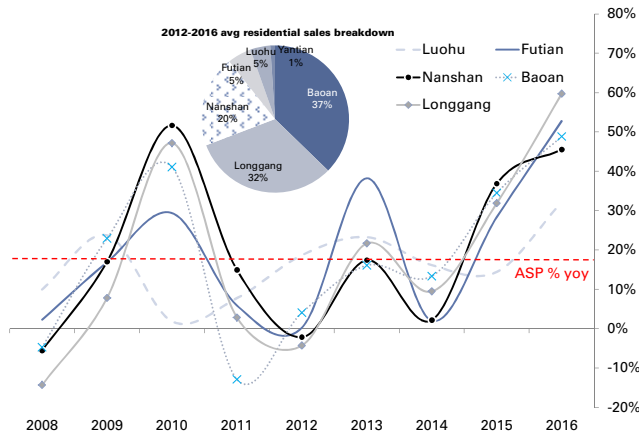 2012-2016 avg residential sales breakdown
Luohu
5%
Yantian
1%
Futian
5%
Baoan
37%
Nanshan
20%
Longgang
32%
Luohu
Futian
Nanshan
Baoan
Longgang
80%
70%
60%
50%
40%
30%
20%
10%
0%
-10%
-20%
ASP % yoy
2008 2009 2010 2011 2012 2013 2014 2015 2016